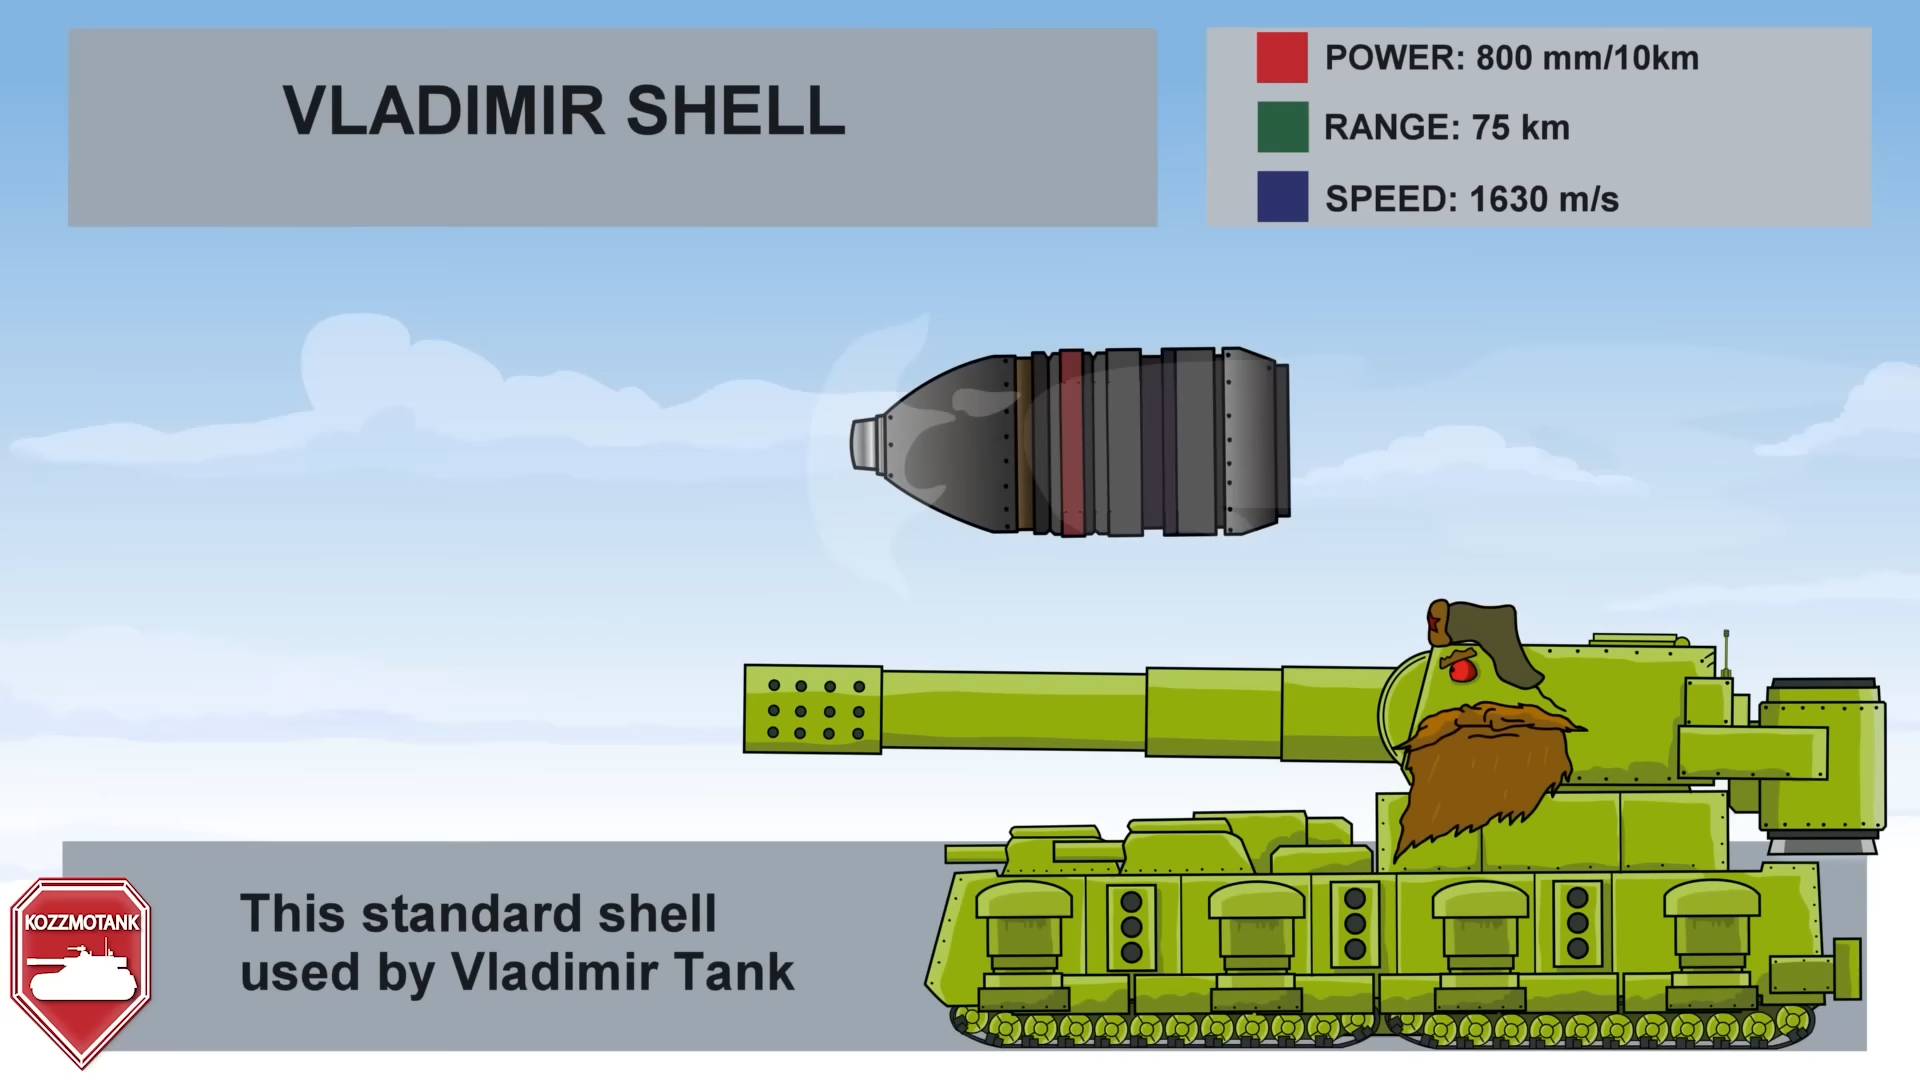 VLADIMIR SHELL
POWER: 800 mm/10km
RANGE: 75 km
SPEED: 1630 m/s
This standard shell
used by Vladimir Tank
KOZZMOTANK